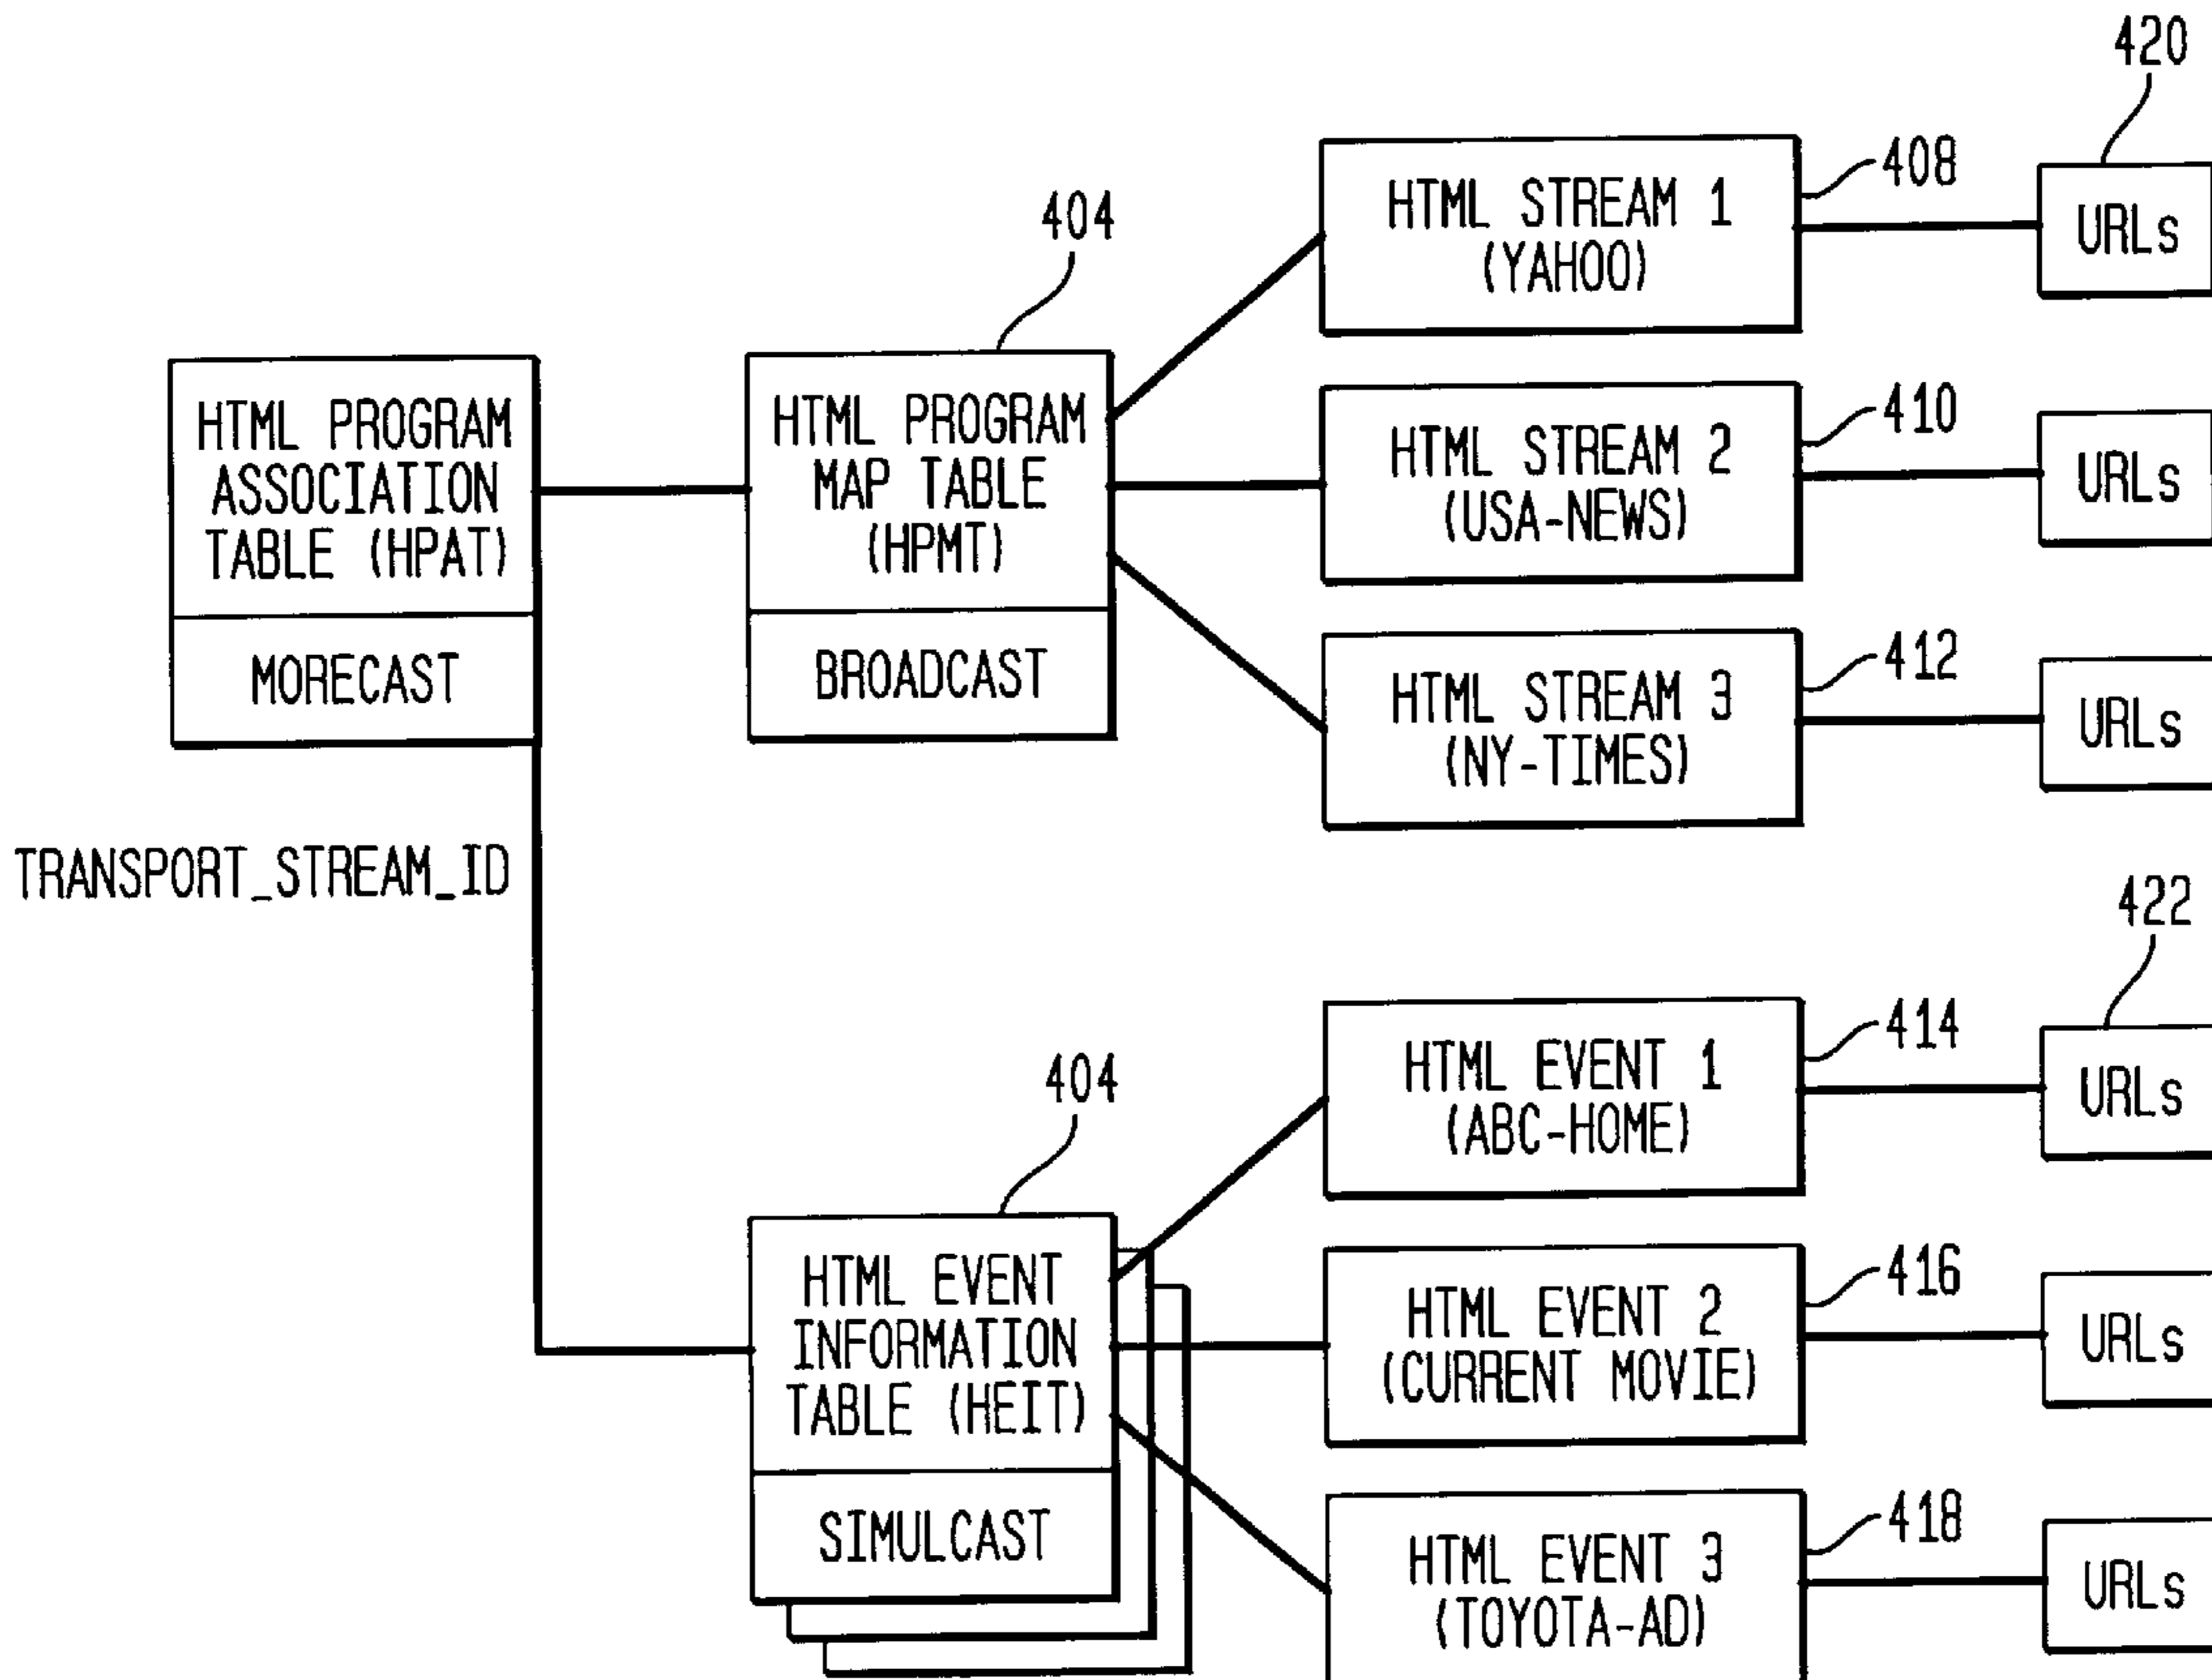 420
408
HTML STREAM 1
(YAHOO)
URLs
404
HTML PROGRAM
ASSOCIATION
TABLE (HPAT)
MORECAST
HTML PROGRAM
MAP TABLE
(HPMT)
BROADCAST
410
HTML STREAM 2
(USA-NEWS)
URLs
412
HTML STREAM 3
(NY-TIMES)
URLs
TRANSPORT_STREAM_ID
422
414
HTML EVENT 1
(ABC-HOME)
URLs
404
HTML EVENT
INFORMATION
TABLE (HEIT)
SIMULCAST
416
HTML EVENT 2
(CURRENT MOVIE)
URLs
418
HTML EVENT 3
(TOYOTA-AD)
URLs